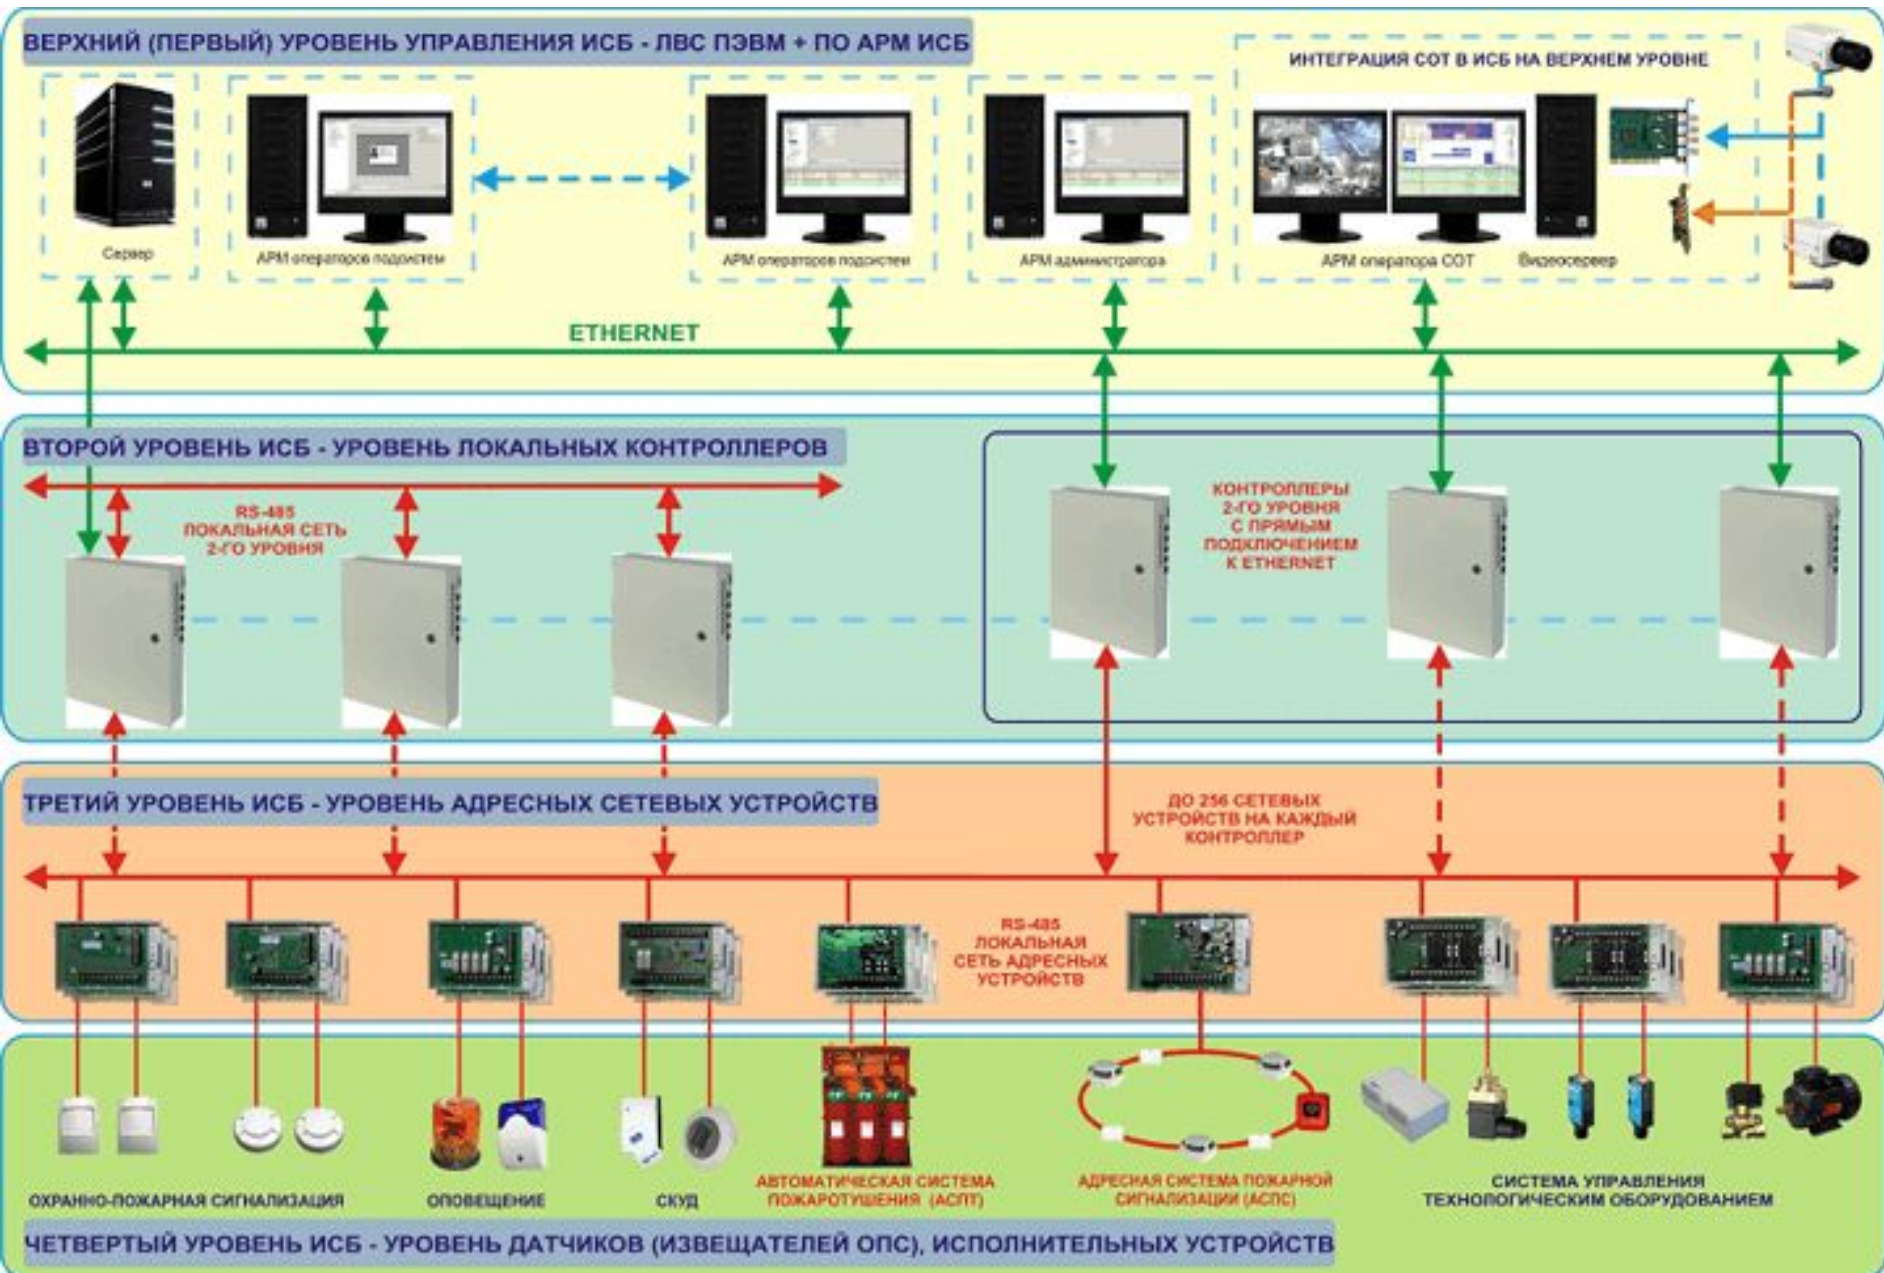 ВЕРХНИЙ (ПЕРВЫЙ) УРОВЕНЬ УПРАВЛЕНИЯ ИСБ - ЛВС ПЭВМ + ПО АРМ ИСБ
ИНТЕГРАЦИЯ СОТ В ИСБ НА ВЕРХНЕМ УРОВНЕ
Сервер
АРМ операторов подсистем
АРМ операторов подсистем
АРМ администратора
АРМ оператора СОТ
Видеосервер
ETHERNET
ВТОРОЙ УРОВЕНЬ ИСБ - УРОВЕНЬ ЛОКАЛЬНЫХ КОНТРОЛЛЕРОВ
RS-485
ЛОКАЛЬНАЯ СЕТЬ
2-ГО УРОВНЯ
КОНТРОЛЛЕРЫ
2-ГО УРОВНЯ
С ПРЯМЫМ
ПОДКЛЮЧЕНИЕМ
К ETHERNET
ТРЕТИЙ УРОВЕНЬ ИСБ - УРОВЕНЬ АДРЕСНЫХ СЕТЕВЫХ УСТРОЙСТВ
ДО 256 СЕТЕВЫХ
УСТРОЙСТВ НА КАЖДЫЙ
КОНТРОЛЛЕР
RS-485
ЛОКАЛЬНАЯ
СЕТЬ АДРЕСНЫХ
УСТРОЙСТВ
ОХРАННО-ПОЖАРНАЯ СИГНАЛИЗАЦИЯ
ОПОВЕЩЕНИЕ
СКУД
АВТОМАТИЧЕСКАЯ СИСТЕМА
ПОЖАРОТУШЕНИЯ (АСПТ)
АДРЕСНАЯ СИСТЕМА ПОЖАРНОЙ
СИГНАЛИЗАЦИИ (АСПС)
СИСТЕМА УПРАВЛЕНИЯ
ТЕХНОЛОГИЧЕСКИМ ОБОРУДОВАНИЕМ
ЧЕТВЕРТЫЙ УРОВЕНЬ ИСБ - УРОВЕНЬ ДАТЧИКОВ (ИЗВЕЩАТЕЛЕЙ ОПС), ИСПОЛНИТЕЛЬНЫХ УСТРОЙСТВ